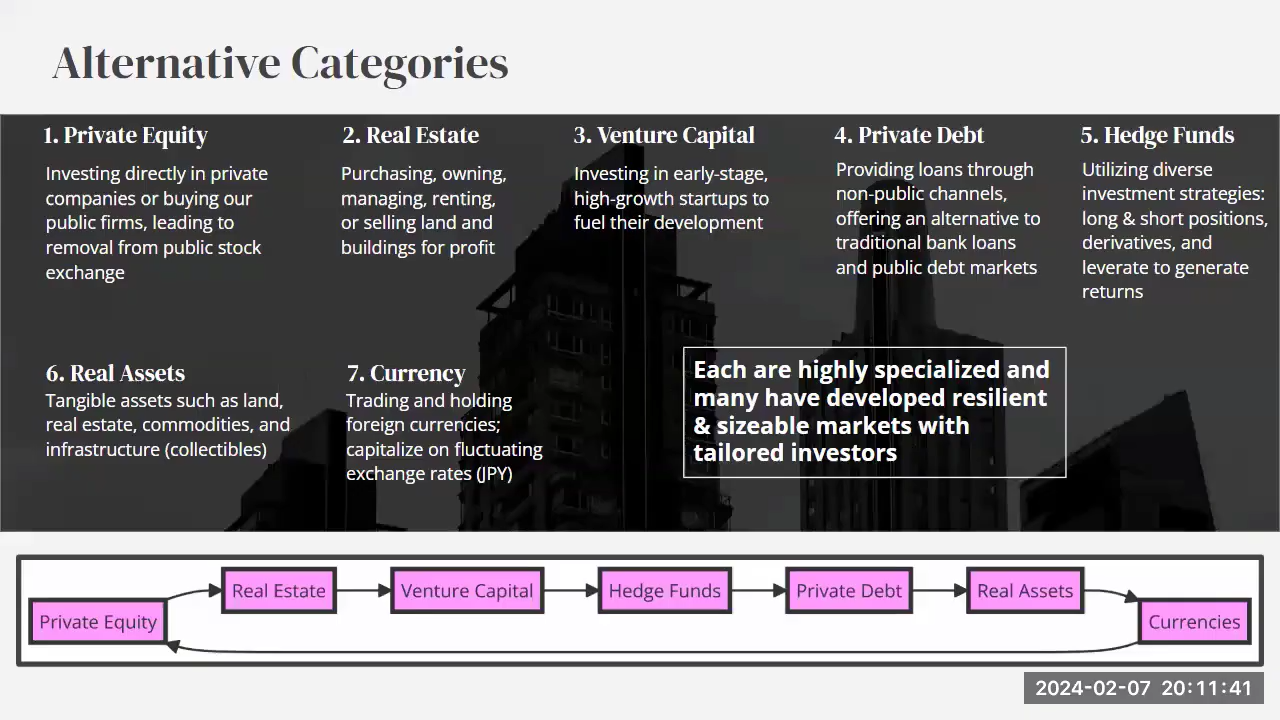 Alternative Categories
1. Private Equity
Investing directly in private
companies or buying our
public firms, leading to
removal from public stock
exchange
2. Real Estate
Purchasing, owning,
managing, renting,
or selling land and
buildings for profit
3. Venture Capital
Investing in early-stage,
high-growth startups to
fuel their development
4. Private Debt
Providing loans through
non-public channels,
offering an alternative to
traditional bank loans
and public debt markets
5. Hedge Funds
Utilizing diverse
investment strategies:
long & short positions,
derivatives, and
leverate to generate
returns
6. Real Assets
Tangible assets such as land,
real estate, commodities, and
infrastructure (collectibles)
7. Currency
Trading and holding
foreign currencies;
capitalize on fluctuating
exchange rates (JPY)
Each are highly specialized and
many have developed resilient
& sizeable markets with
tailored investors
Private Equity
Real Estate
Venture Capital
Hedge Funds
Private Debt
Real Assets
Currencies
2024-02-07 20:11:41